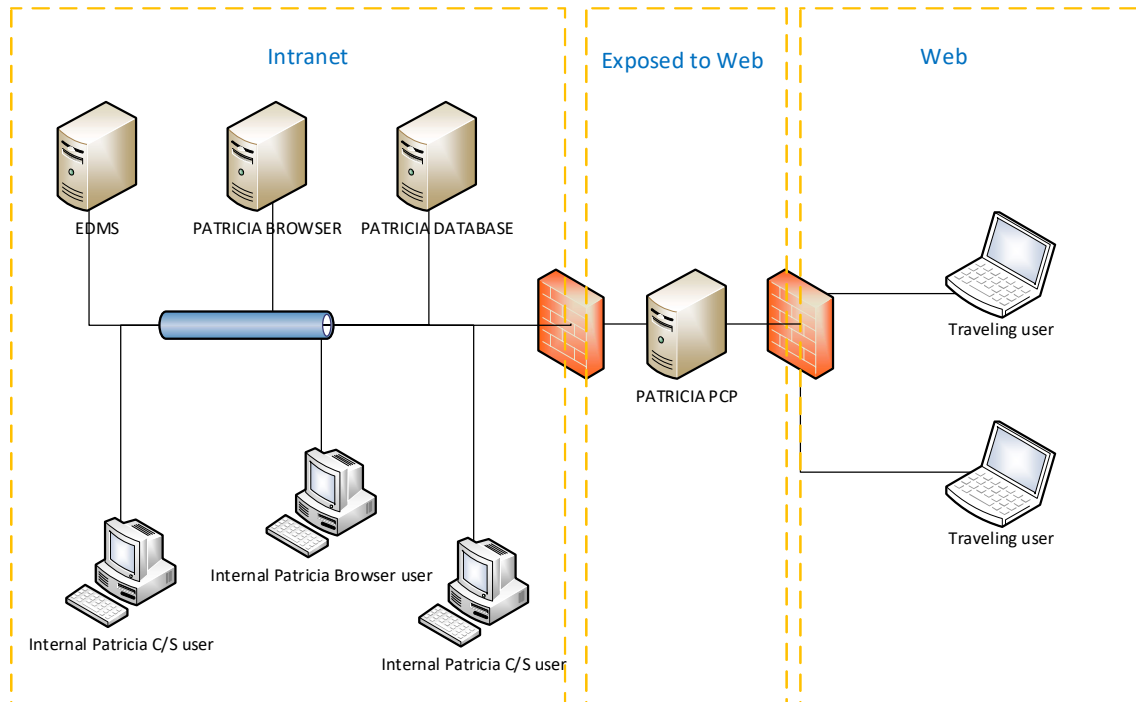 Intranet
Exposed to Web
Web
EDMS
PATRICIA BROWSER
PATRICIA DATABASE
Traveling user
PATRICIA PCP
Traveling user
Internal Patricia Browser user
Internal Patricia C/S user
Internal Patricia C/S user